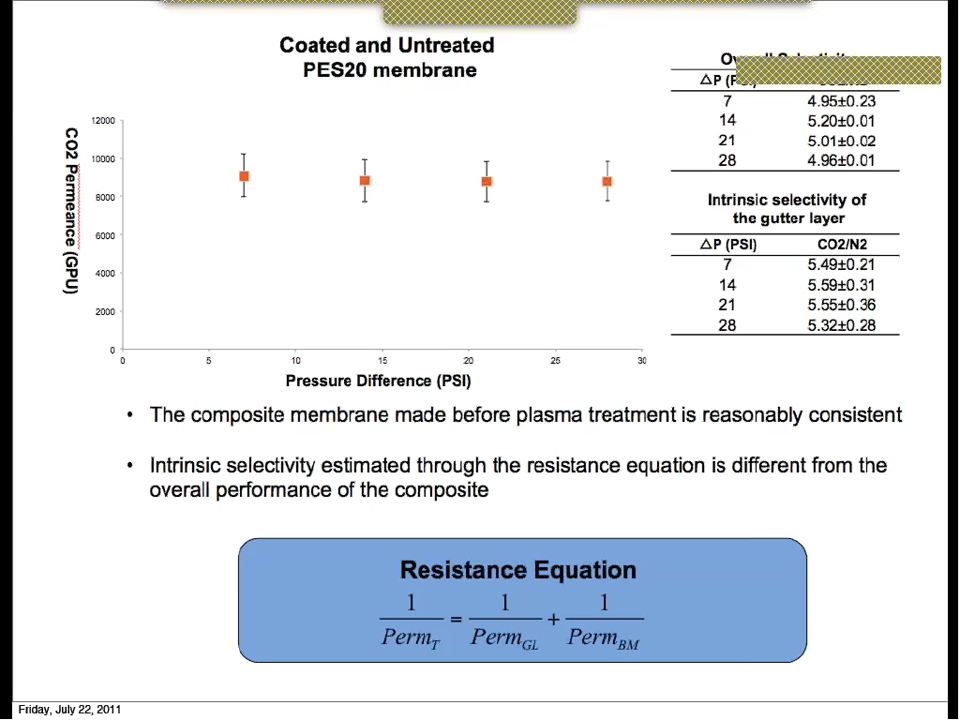 Coated and Untreated
PES20 membrane
CO2 Permeance (GPU)
12000
10000
8000
6000
4000
2000
0
0 5 10 15 20 25 30
Pressure Difference (PSI)
△P
7 4.95±0.23
14 5.20±0.01
21 5.01±0.02
28 4.96±0.01
Intrinsic selectivity of
the gutter layer
△P (PSI) CO2/N2
7 5.49±0.21
14 5.59±0.31
21 5.55±0.36
28 5.32±0.28
• The composite membrane made before plasma treatment is reasonably consistent
• Intrinsic selectivity estimated through the resistance equation is different from the
overall performance of the composite
Resistance Equation
1/Perm_T = 1/Perm_GL + 1/Perm_BM
Friday, July 22, 2011